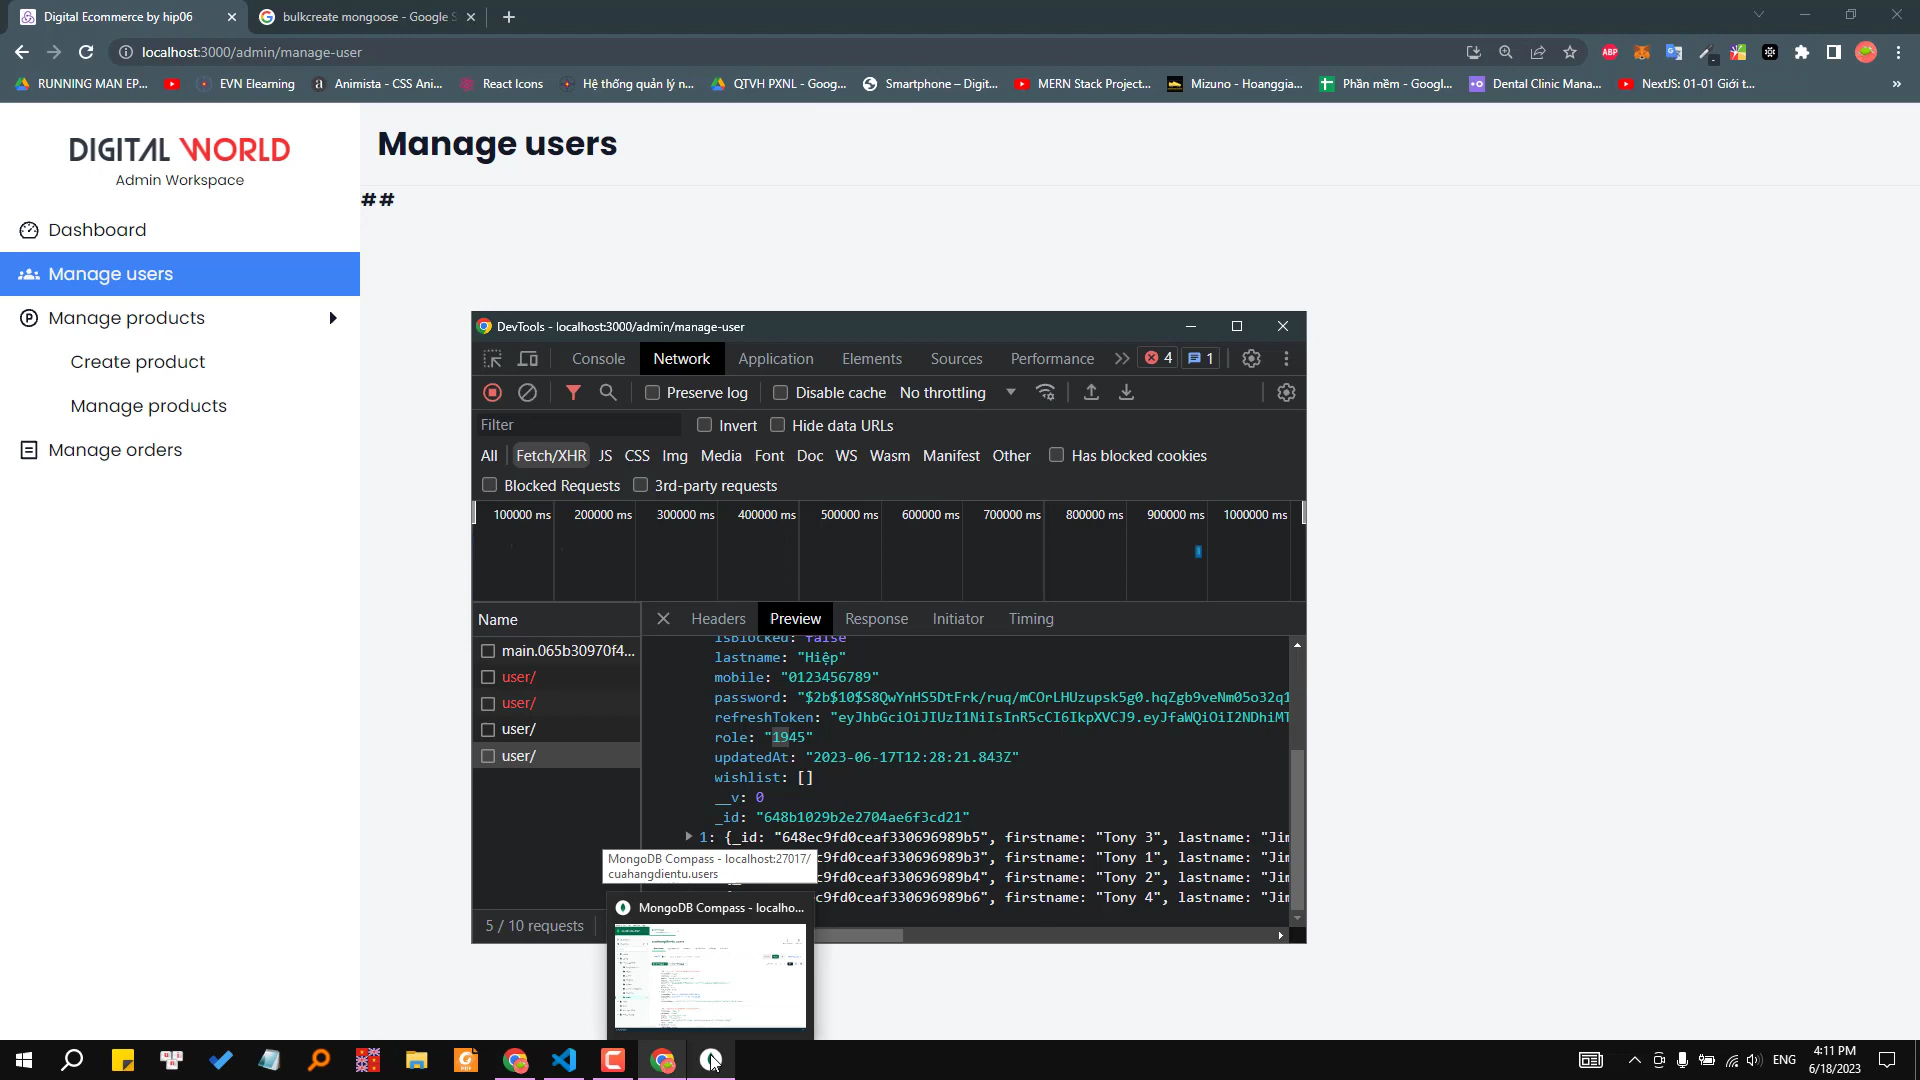 Digital Ecommerce by hip06
bulkcreate mongoose - Google S
localhost:3000/admin/manage-user
RUNNING MAN EP...
EVN Elearning
Animista - CSS Ani...
React Icons
Hệ thống quản lý n...
QTVH PXNL - Goog...
Smartphone – Digit...
MERN Stack Project...
Mizuno - Hoanggia...
Phần mềm - Googl...
Dental Clinic Mana...
NextJS: 01-01 Giới t...
DIGITAL WORLD
Admin Workspace
Dashboard
Manage users
Manage products
Create product
Manage products
Manage orders
Manage users
##
DevTools - localhost:3000/admin/manage-user
Console
Network
Application
Elements
Sources
Performance
4
1
Preserve log
Disable cache
No throttling
Filter
Invert
Hide data URLs
All
Fetch/XHR
JS
CSS
Img
Media
Font
Doc
WS
Wasm
Manifest
Other
Has blocked cookies
Blocked Requests
3rd-party requests
100000 ms
200000 ms
300000 ms
400000 ms
500000 ms
600000 ms
700000 ms
800000 ms
900000 ms
1000000 ms
Name
main.065b30970f4...
user/
user/
user/
user/
5 / 10 requests
Headers
Preview
Response
Initiator
Timing
isBlocked: false
lastname: "Hiệp"
mobile: "0123456789"
password: "$2b$10$S8QwYnHS5DtFrk/ruq/mCOrLHUzupsk5g0.hqZgb9veNm05o32q1
refreshToken: "eyJhbGciOiJIUzI1NiIsInR5cCI6IkpXVCJ9.eyJfaWQiOiI2NDhiMT
role: "1945"
updatedAt: "2023-06-17T12:28:21.843Z"
wishlist: []
__v: 0
_id: "648b1029b2e2704ae6f3cd21"
1: {_id: "648ec9fd0ceaf330696989b5", firstname: "Tony 3", lastname: "Jim
c9fd0ceaf330696989b3", firstname: "Tony 1", lastname: "Jim
c9fd0ceaf330696989b4", firstname: "Tony 2", lastname: "Jim
c9fd0ceaf330696989b6", firstname: "Tony 4", lastname: "Jim
MongoDB Compass - localhost:27017/
cuahangdientu.users
MongoDB Compass - localho...
ENG
4:11 PM
6/18/2023